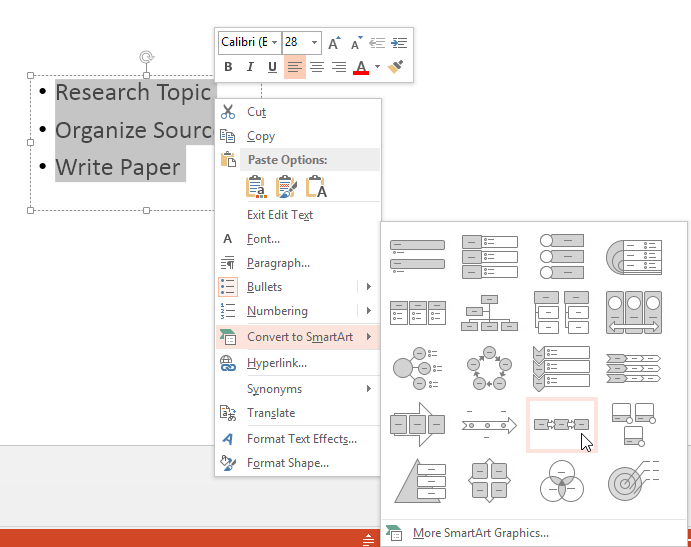 Calibri (E
28
A A
B I U A
• Research Topic
• Organize Sourc
• Write Paper
Cut
Copy
Paste Options:
Exit Edit Text
A Font...
Paragraph...
Bullets
Numbering
Convert to SmartArt
Hyperlink...
Synonyms
Translate
Format Text Effects...
Format Shape...
More SmartArt Graphics...